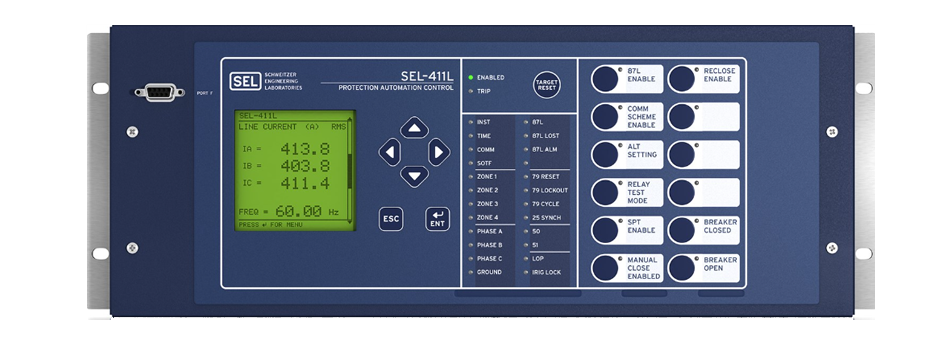 SEL
SCHWEITZER
ENGINEERING
LABORATORIES
SEL-411L
PROTECTION AUTOMATION CONTROL
PORT F
SEL-411L
LINE CURRENT (A) RMS
IA = 413.8
IB = 403.8
IC = 411.4
FREQ = 60.00 Hz
PRESS ↵ FOR MENU
ESC
ENT
ENABLED
TRIP
TARGET
RESET
INST
TIME
COMM
SOTF
ZONE 1
ZONE 2
ZONE 3
ZONE 4
PHASE A
PHASE B
PHASE C
GROUND
87L
87L LOST
87L ALM
79 RESET
79 LOCKOUT
79 CYCLE
25 SYNCH
50
51
LOP
IRIG LOCK
87L
ENABLE
RECLOSE
ENABLE
COMM
SCHEME
ENABLE
ALT
SETTING
RELAY
TEST
MODE
SPT
ENABLE
BREAKER
CLOSED
MANUAL
CLOSE
ENABLED
BREAKER
OPEN